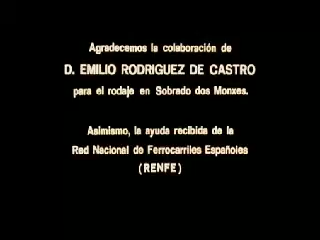 Agradecemos la colaboración de
D. EMILIO RODRIGUEZ DE CASTRO
para el rodaje en Sobrado dos Monxes.
Asimismo, la ayuda recibida de la
Red Nacional de Ferrocarriles Españoles
(RENFE)